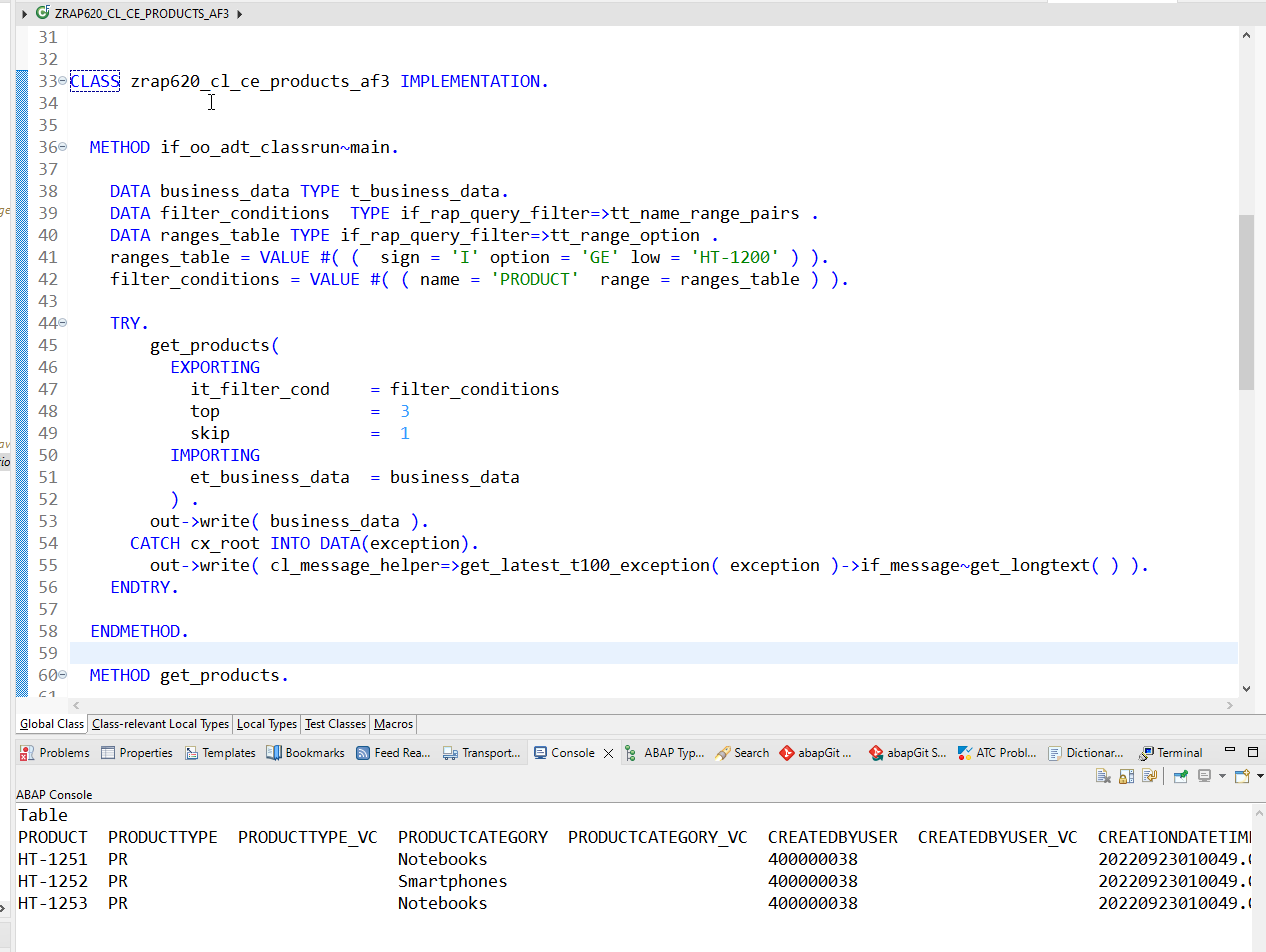 ZRAP620_CL_CE_PRODUCTS_AF3
31
32
33 CLASS zrap620_cl_ce_products_af3 IMPLEMENTATION.
34
35
36 METHOD if_oo_adt_classrun~main.
37
38 DATA business_data TYPE t_business_data.
39 DATA filter_conditions  TYPE if_rap_query_filter=>tt_name_range_pairs .
40 DATA ranges_table TYPE if_rap_query_filter=>tt_range_option .
41 ranges_table = VALUE #( (  sign = 'I' option = 'GE' low = 'HT-1200' ) ).
42 filter_conditions = VALUE #( ( name = 'PRODUCT'  range = ranges_table ) ).
43
44 TRY.
45 get_products(
46 EXPORTING
47 it_filter_cond    = filter_conditions
48 top               =  3
49 skip              =  1
50 IMPORTING
51 et_business_data  = business_data
52 ) .
53 out->write( business_data ).
54 CATCH cx_root INTO DATA(exception).
55 out->write( cl_message_helper=>get_latest_t100_exception( exception )->if_message~get_longtext( ) ).
56 ENDTRY.
57
58 ENDMETHOD.
59
60 METHOD get_products.
61
Global Class Class-relevant Local Types Local Types Test Classes Macros
Problems Properties Templates Bookmarks Feed Rea... Transport... Console ABAP Typ... Search abapGit ... abapGit S... ATC Probl... Dictionar... Terminal
ABAP Console
Table
PRODUCT PRODUCTTYPE PRODUCTTYPE_VC PRODUCTCATEGORY PRODUCTCATEGORY_VC CREATEDBYUSER CREATEDBYUSER_VC CREATIONDATETIM
HT-1251 PR Notebooks 400000038 20220923010049.
HT-1252 PR Smartphones 400000038 20220923010049.
HT-1253 PR Notebooks 400000038 20220923010049.